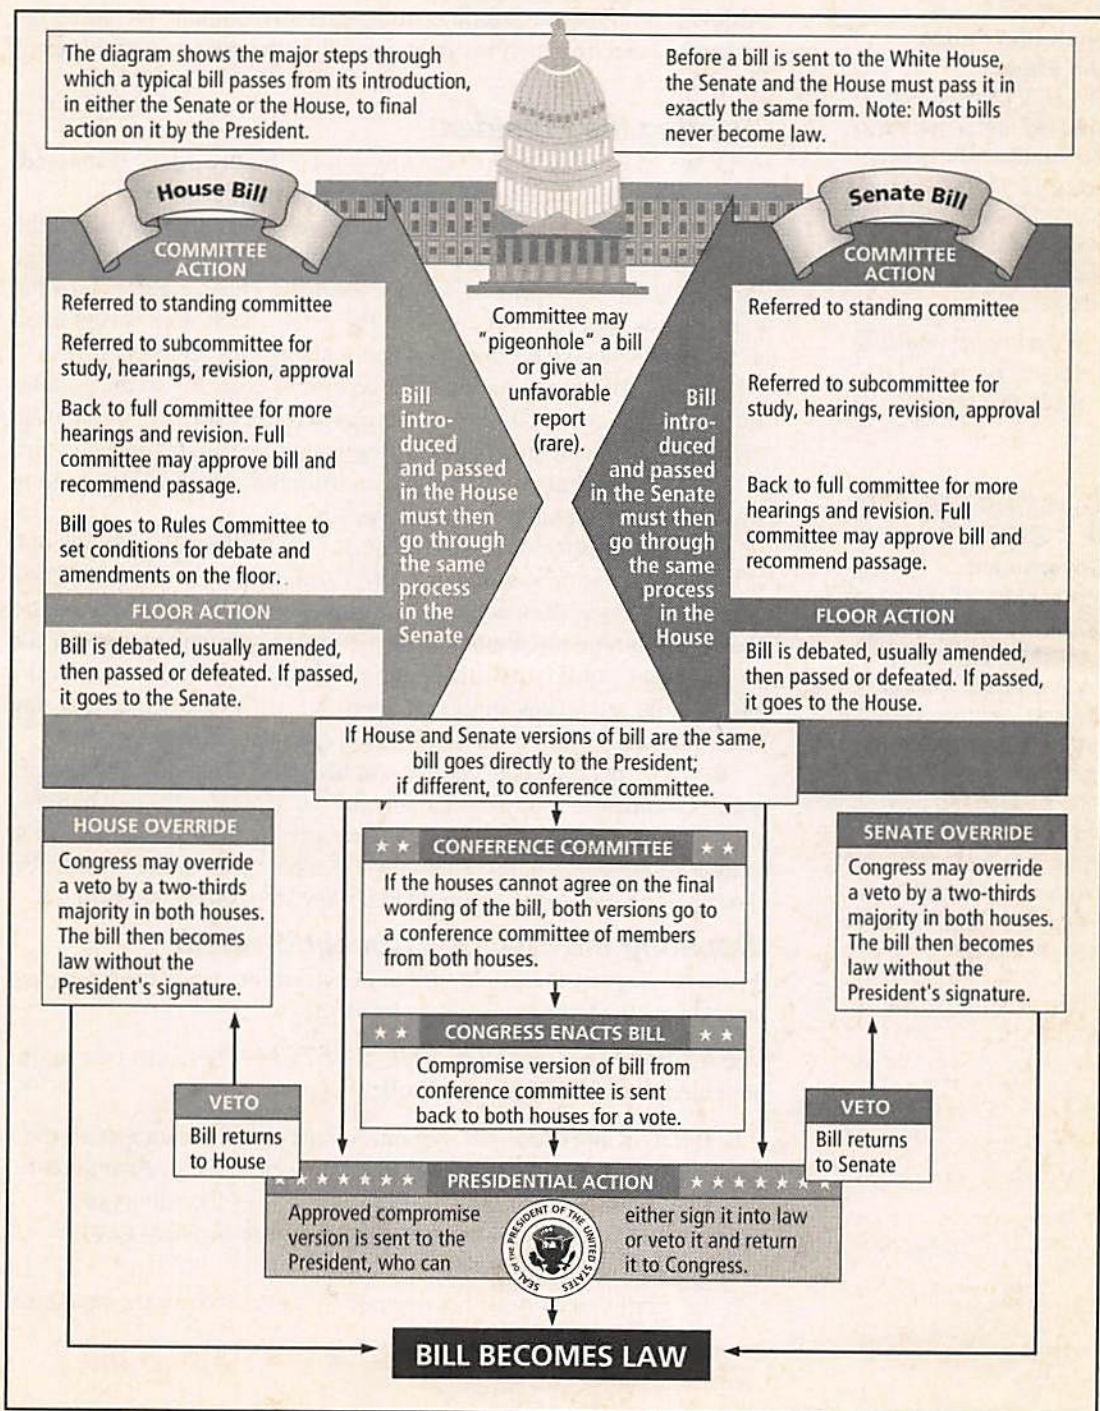 The diagram shows the major steps through
which a typical bill passes from its introduction,
in either the Senate or the House, to final
action on it by the President.
Before a bill is sent to the White House,
the Senate and the House must pass it in
exactly the same form. Note: Most bills
never become law.
House Bill
COMMITTEE
ACTION
Referred to standing committee
Referred to subcommittee for
study, hearings, revision, approval
Back to full committee for more
hearings and revision. Full
committee may approve bill and
recommend passage.
Bill goes to Rules Committee to
set conditions for debate and
amendments on the floor.
FLOOR ACTION
Bill is debated, usually amended,
then passed or defeated. If passed,
it goes to the Senate.
Bill
intro-
duced
and passed
in the House
must then
go through
the same
process
in the
Senate
Committee may
"pigeonhole" a bill
or give an
unfavorable
report
(rare).
Bill
intro-
duced
and passed
in the Senate
must then
go through
the same
process
in the
House
Senate Bill
COMMITTEE
ACTION
Referred to standing committee
Referred to subcommittee for
study, hearings, revision, approval
Back to full committee for more
hearings and revision. Full
committee may approve bill and
recommend passage.
FLOOR ACTION
Bill is debated, usually amended,
then passed or defeated. If passed,
it goes to the House.
If House and Senate versions of bill are the same,
bill goes directly to the President;
if different, to conference committee.
HOUSE OVERRIDE
Congress may override
a veto by a two-thirds
majority in both houses.
The bill then becomes
law without the
President's signature.
CONFERENCE COMMITTEE
If the houses cannot agree on the final
wording of the bill, both versions go to
a conference committee of members
from both houses.
SENATE OVERRIDE
Congress may override
a veto by a two-thirds
majority in both houses.
The bill then becomes
law without the
President's signature.
CONGRESS ENACTS BILL
Compromise version of bill from
conference committee is sent
back to both houses for a vote.
VETO
Bill returns
to House
VETO
Bill returns
to Senate
PRESIDENTIAL ACTION
Approved compromise
version is sent to the
President, who can
SEAL OF THE PRESIDENT OF THE UNITED STATES
either sign it into law
or veto it and return
it to Congress.
BILL BECOMES LAW